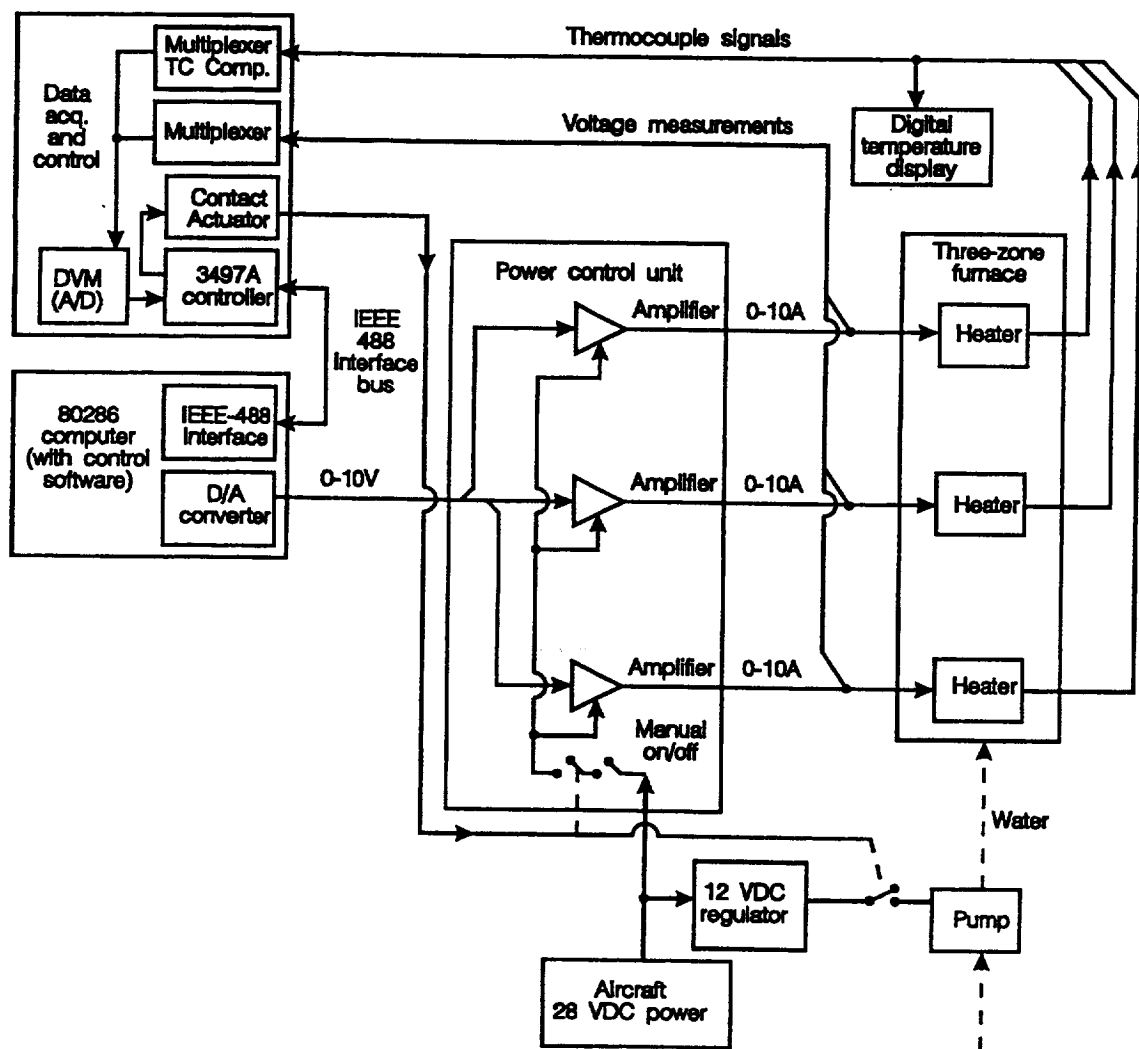 Thermocouple signals
Multiplexer
TC Comp.
Data
acq.
and
control
Multiplexer
Voltage measurements
Digital
temperature
display
Contact
Actuator
DVM
(A/D)
3497A
controller
IEEE
488
interface
bus
Power control unit
Three-zone
furnace
Amplifier
0-10A
Heater
80286
computer
(with control
software)
IEEE-488
interface
D/A
converter
0-10V
Amplifier
0-10A
Heater
Amplifier
0-10A
Heater
Manual
on/off
Water
12 VDC
regulator
Pump
Aircraft
28 VDC power